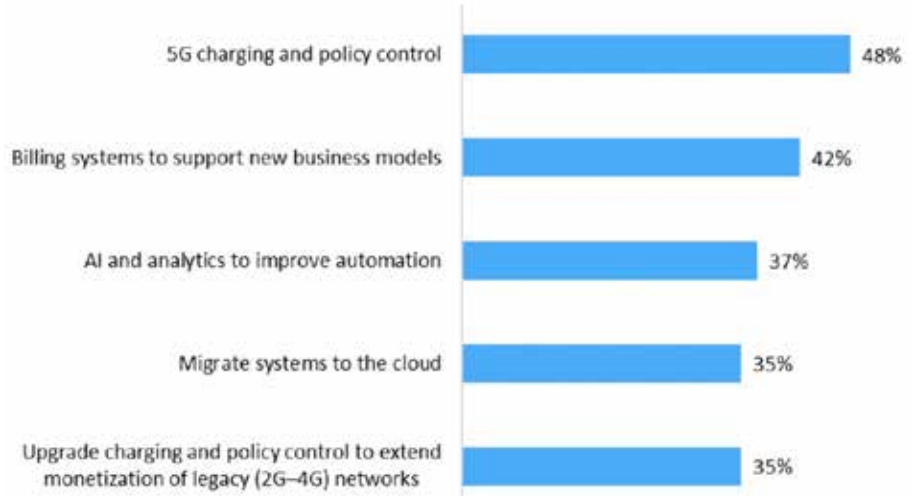 5G charging and policy control
48%
Billing systems to support new business models
42%
AI and analytics to improve automation
37%
Migrate systems to the cloud
35%
Upgrade charging and policy control to extend
monetization of legacy (2G–4G) networks
35%